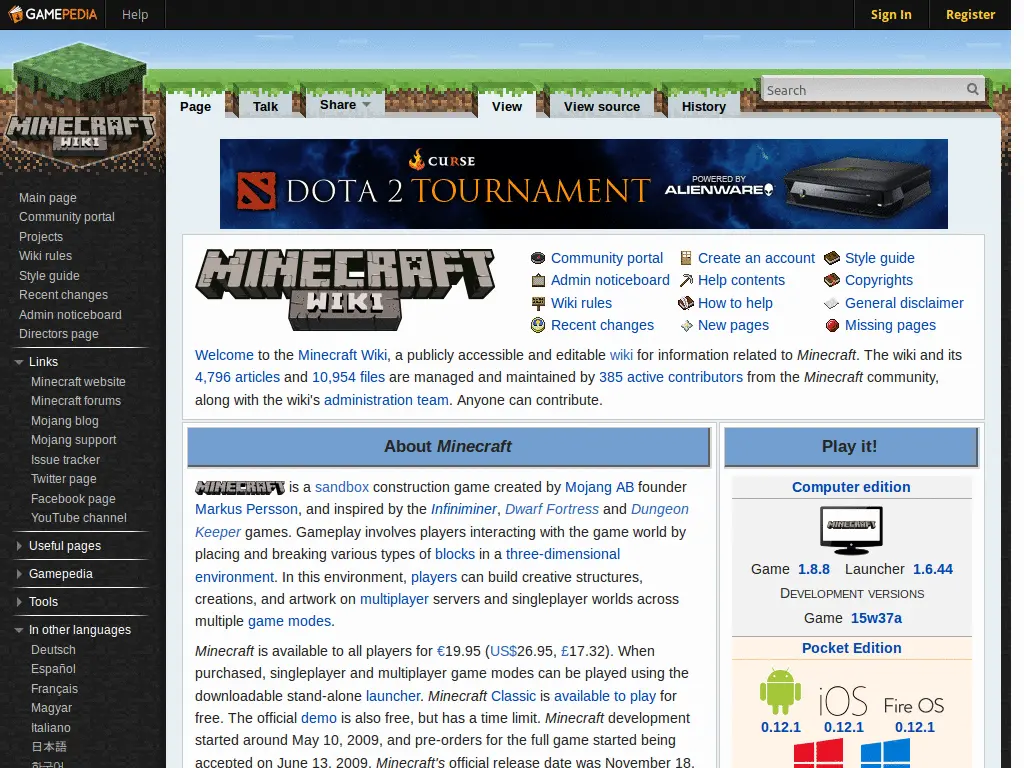 GAMEPEDIA Help Sign In Register
Page Talk Share View View source History Search
MINECRAFT
WIKI
Main page
Community portal
Projects
Wiki rules
Style guide
Recent changes
Admin noticeboard
Directors page
Links
Minecraft website
Minecraft forums
Mojang blog
Mojang support
Issue tracker
Twitter page
Facebook page
YouTube channel
Useful pages
Gamepedia
Tools
In other languages
Deutsch
Español
Français
Magyar
Italiano
日本語
한국어
CURSE
DOTA 2 TOURNAMENT
POWERED BY
ALIENWARE
MINECRAFT
WIKI
Community portal Create an account Style guide
Admin noticeboard Help contents Copyrights
Wiki rules How to help General disclaimer
Recent changes New pages Missing pages
Welcome to the Minecraft Wiki, a publicly accessible and editable wiki for information related to Minecraft. The wiki and its
4,796 articles and 10,954 files are managed and maintained by 385 active contributors from the Minecraft community,
along with the wiki's administration team. Anyone can contribute.
About Minecraft
MINECRAFT is a sandbox construction game created by Mojang AB founder
Markus Persson, and inspired by the Infiniminer, Dwarf Fortress and Dungeon
Keeper games. Gameplay involves players interacting with the game world by
placing and breaking various types of blocks in a three-dimensional
environment. In this environment, players can build creative structures,
creations, and artwork on multiplayer servers and singleplayer worlds across
multiple game modes.
Minecraft is available to all players for €19.95 (US$26.95, £17.32). When
purchased, singleplayer and multiplayer game modes can be played using the
downloadable stand-alone launcher. Minecraft Classic is available to play for
free. The official demo is also free, but has a time limit. Minecraft development
started around May 10, 2009, and pre-orders for the full game started being
accepted on June 13, 2009. Minecraft's official release date was November 18,
Play it!
Computer edition
MINECRAFT
Game 1.8.8 Launcher 1.6.44
Development versions
Game 15w37a
Pocket Edition
iOS Fire OS
0.12.1 0.12.1 0.12.1